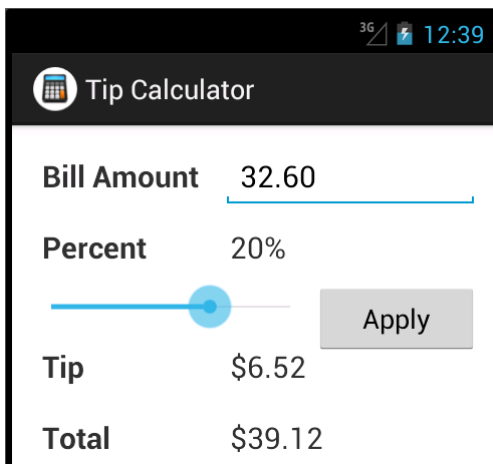 3G 12:39
Tip Calculator
Bill Amount 32.60
Percent 20%
Apply
Tip $6.52
Total $39.12